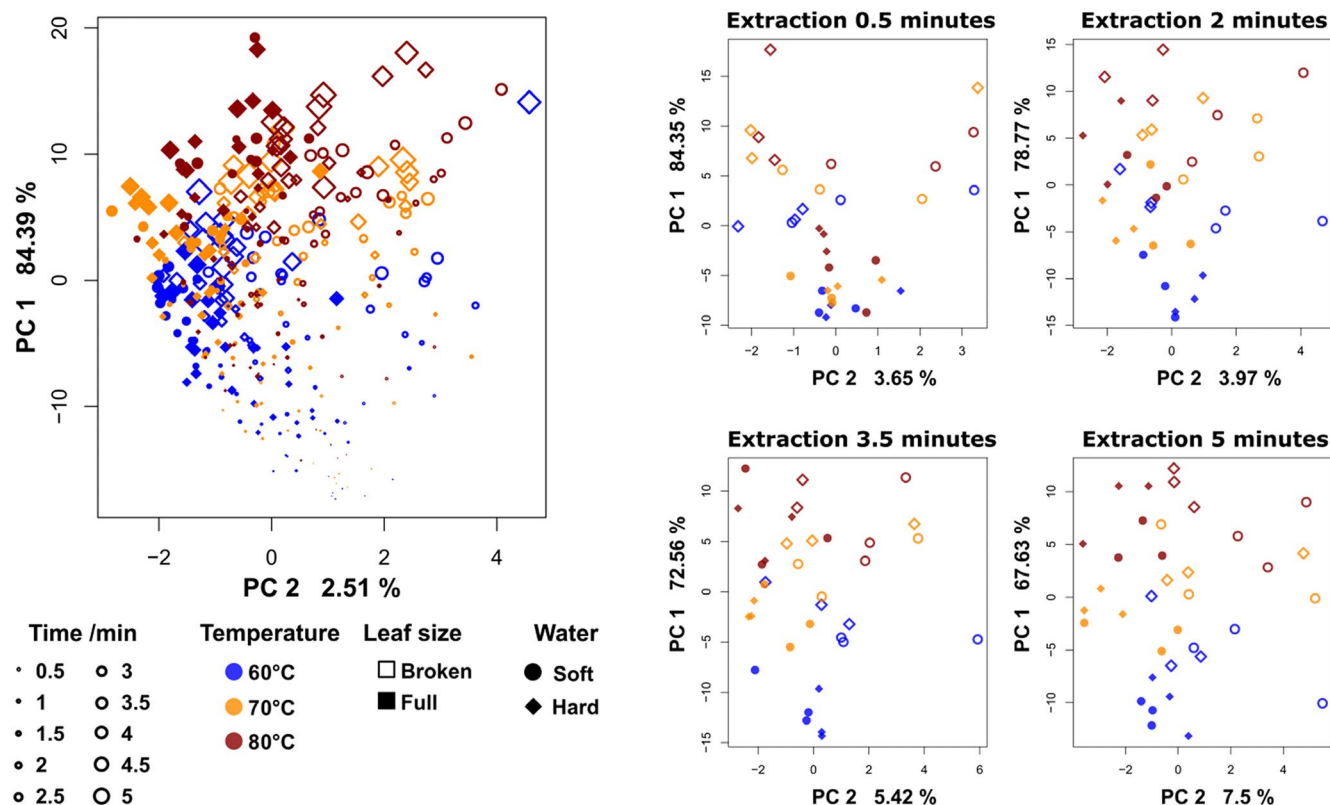 20
10
0
−10
PC 1 84.39 %
−2
0
2
4
PC 2 2.51 %
Time /min
0.5
1
1.5
2
2.5
3
3.5
4
4.5
5
Temperature
60°C
70°C
80°C
Leaf size
Broken
Full
Water
Soft
Hard
Extraction 0.5 minutes
15
10
5
0
−5
−10
PC 1 84.35 %
−2
−1
0
1
2
3
PC 2 3.65 %
Extraction 2 minutes
15
10
5
0
−5
−10
−15
PC 1 78.77 %
−2
0
2
4
PC 2 3.97 %
Extraction 3.5 minutes
10
5
0
−5
−10
−15
PC 1 72.56 %
−2
0
2
4
6
PC 2 5.42 %
Extraction 5 minutes
10
5
0
−5
−10
PC 1 67.63 %
−2
0
2
4
PC 2 7.5 %